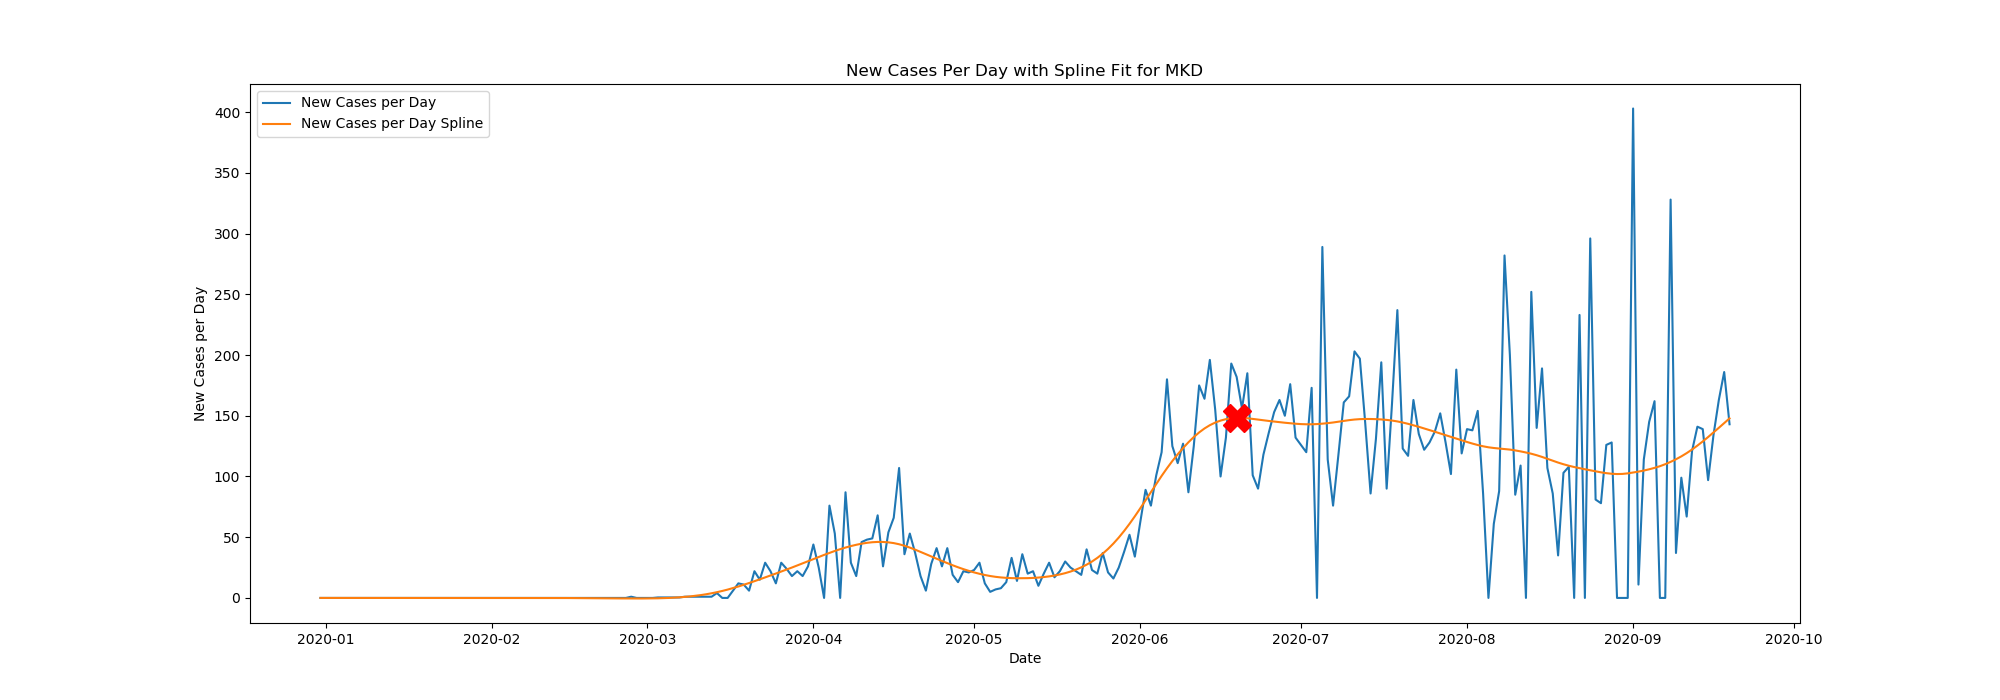 New Cases Per Day with Spline Fit for MKD
New Cases per Day
New Cases per Day Spline
400
350
300
250
200
150
100
50
0
New Cases per Day
2020-01 2020-02 2020-03 2020-04 2020-05 2020-06 2020-07 2020-08 2020-09 2020-10
Date